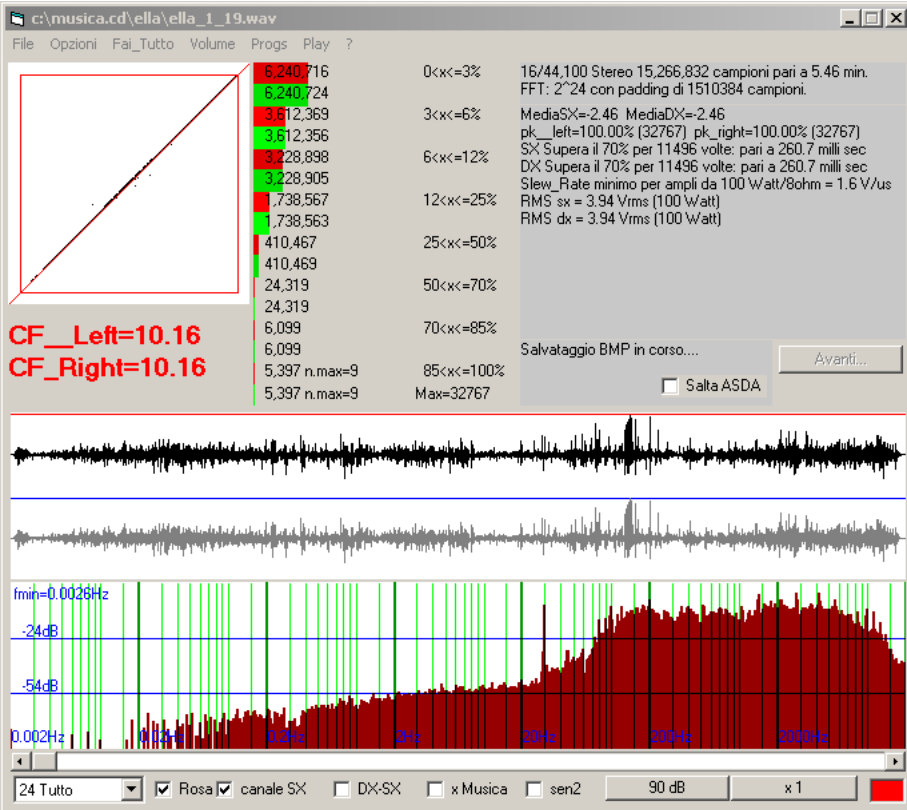 c:\musica.cd\ella\ella_1_19.wav
File Opzioni Fai_Tutto Volume Progs Play ?
6,240,716 0<x<=3%
6,240,724
3,612,369 3<x<=6%
3,612,356
3,228,898 6<x<=12%
3,228,905
1,738,567 12<x<=25%
1,738,563
410,467 25<x<=50%
410,469
24,319 50<x<=70%
24,319
6,099 70<x<=85%
6,099
5,397 n.max=9 85<x<=100%
5,397 n.max=9 Max=32767
16/44,100 Stereo 15,266,832 campioni pari a 5.46 min.
FFT: 2^24 con padding di 1510384 campioni.
MediaSX=-2.46 MediaDX=-2.46
pk__left=100.00% (32767) pk_right=100.00% (32767)
SX Supera il 70% per 11496 volte: pari a 260.7 milli sec
DX Supera il 70% per 11496 volte: pari a 260.7 milli sec
Slew_Rate minimo per ampli da 100 Watt/8ohm = 1.6 V/us
RMS sx = 3.94 Vrms (100 Watt)
RMS dx = 3.94 Vrms (100 Watt)
CF__Left=10.16
CF_Right=10.16
Salvataggio BMP in corso....
Avanti...
Salta ASDA
fmin=0.0026Hz
-24dB
-54dB
0.002Hz 0.02Hz 0.2Hz 2Hz 20Hz 200Hz 2000Hz
24 Tutto Rosa canale SX DX-SX x Musica sen2 90 dB x 1